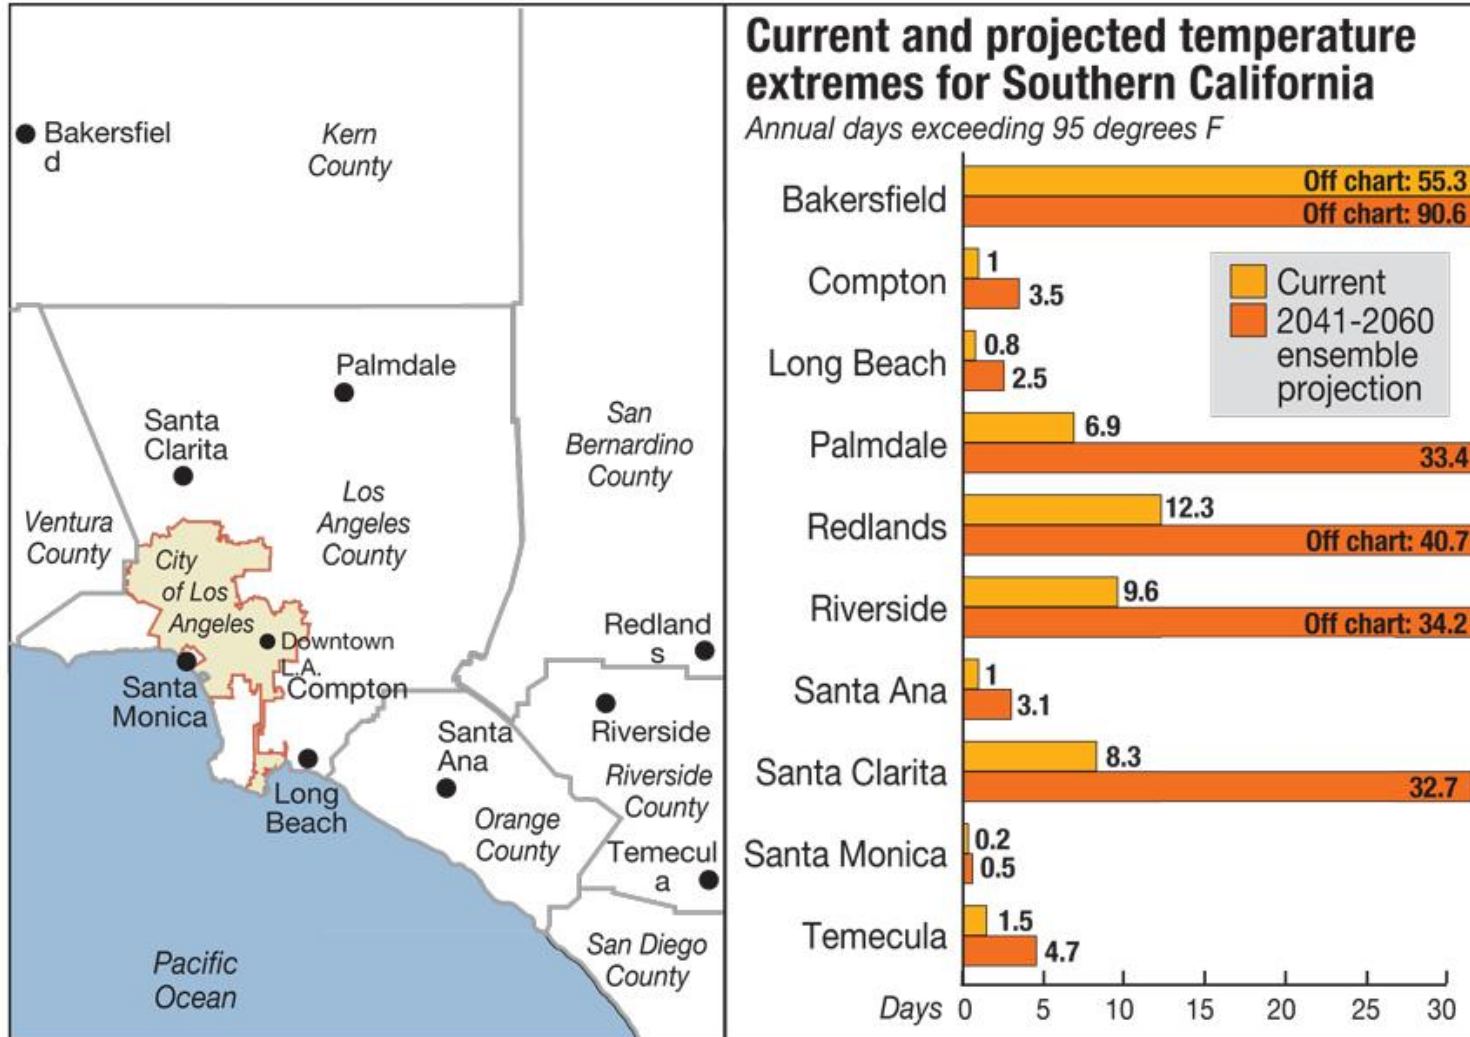 Bakersfiel
d
Kern
County
Palmdale
Santa
Clarita
San
Bernardino
County
Los
Angeles
County
Ventura
County
City
of Los
Angeles
Downtown
L.A.
Compton
Santa
Monica
Long
Beach
Santa
Ana
Orange
County
Redland
s
Riverside
Riverside
County
Temecul
a
San Diego
County
Pacific
Ocean
Current and projected temperature
extremes for Southern California
Annual days exceeding 95 degrees F
Bakersfield
Off chart: 55.3
Off chart: 90.6
Compton
1
3.5
Long Beach
0.8
2.5
Palmdale
6.9
33.4
Redlands
12.3
Off chart: 40.7
Riverside
9.6
Off chart: 34.2
Santa Ana
1
3.1
Santa Clarita
8.3
32.7
Santa Monica
0.2
0.5
Temecula
1.5
4.7
Current
2041-2060
ensemble
projection
Days 0 5 10 15 20 25 30